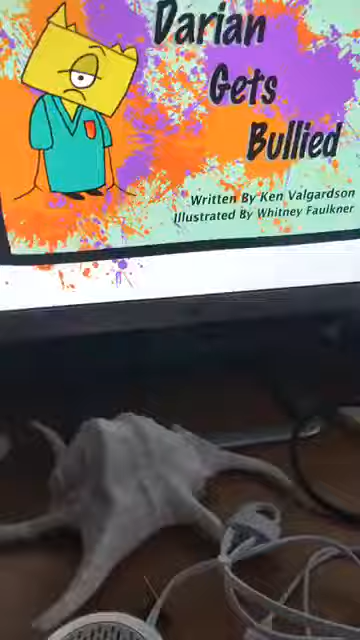 Darian
Gets
Bullied
Written By Ken Valgardson
Illustrated By Whitney Faulkner